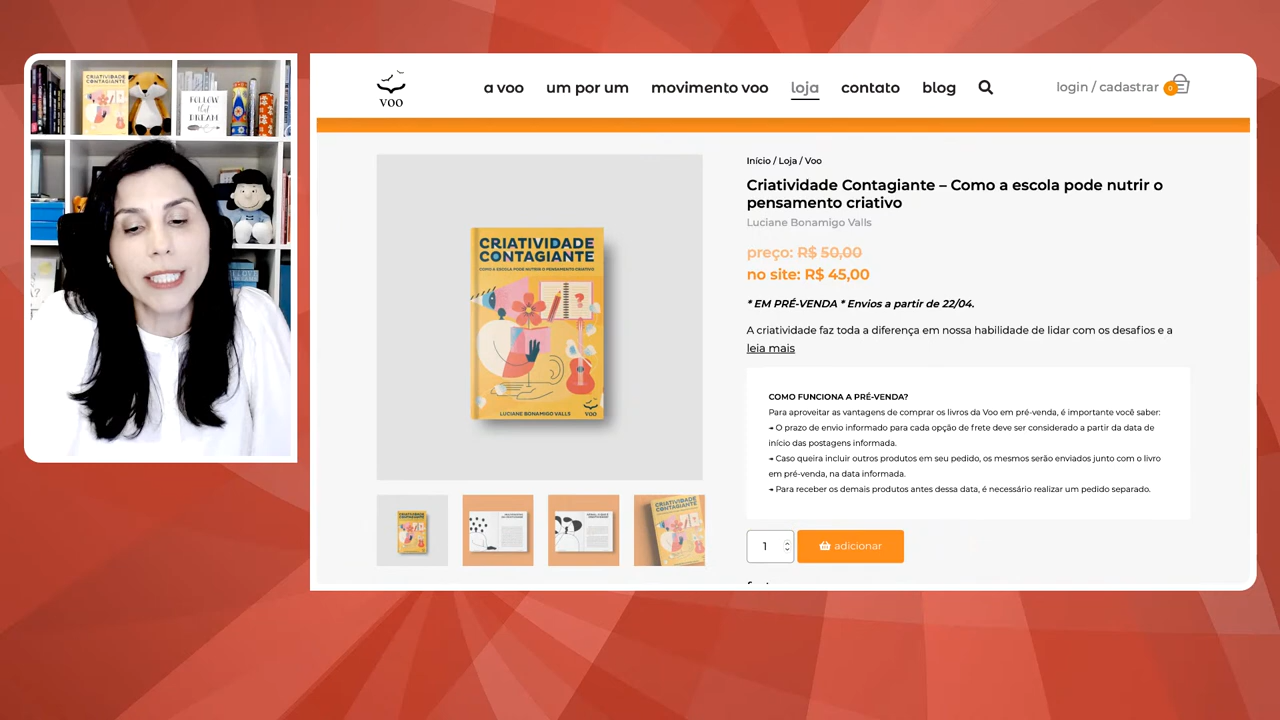 CRIATIVIDADE
CONTAGIANTE
FOLLOW
that
DREAM
VOO
a voo um por um movimento voo loja contato blog login / cadastrar 0
Início / Loja / Voo
Criatividade Contagiante – Como a escola pode nutrir o
pensamento criativo
Luciane Bonamigo Valls
preço: R$ 50,00
no site: R$ 45,00
* EM PRÉ-VENDA * Envios a partir de 22/04.
A criatividade faz toda a diferença em nossa habilidade de lidar com os desafios e a
leia mais
COMO FUNCIONA A PRÉ-VENDA?
Para aproveitar as vantagens de comprar os livros da Voo em pré-venda, é importante você saber:
➟ O prazo de envio informado para cada opção de frete deve ser considerado a partir da data de
início das postagens informada.
➟ Caso queira incluir outros produtos em seu pedido, os mesmos serão enviados junto com o livro
em pré-venda, na data informada.
➟ Para receber os demais produtos antes dessa data, é necessário realizar um pedido separado.
1 adicionar
CRIATIVIDADE
CONTAGIANTE
COMO A ESCOLA PODE NUTRIR O PENSAMENTO CRIATIVO
?
LUCIANE BONAMIGO VALLS
VOO
CRIATIVIDADE
CONTAGIANTE